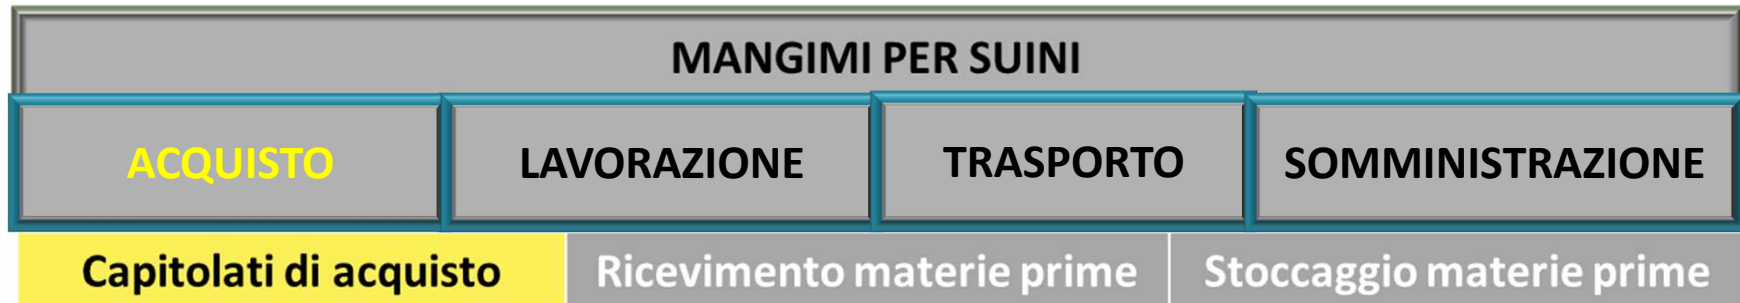 MANGIMI PER SUINI
ACQUISTO LAVORAZIONE TRASPORTO SOMMINISTRAZIONE
Capitolati di acquisto Ricevimento materie prime Stoccaggio materie prime